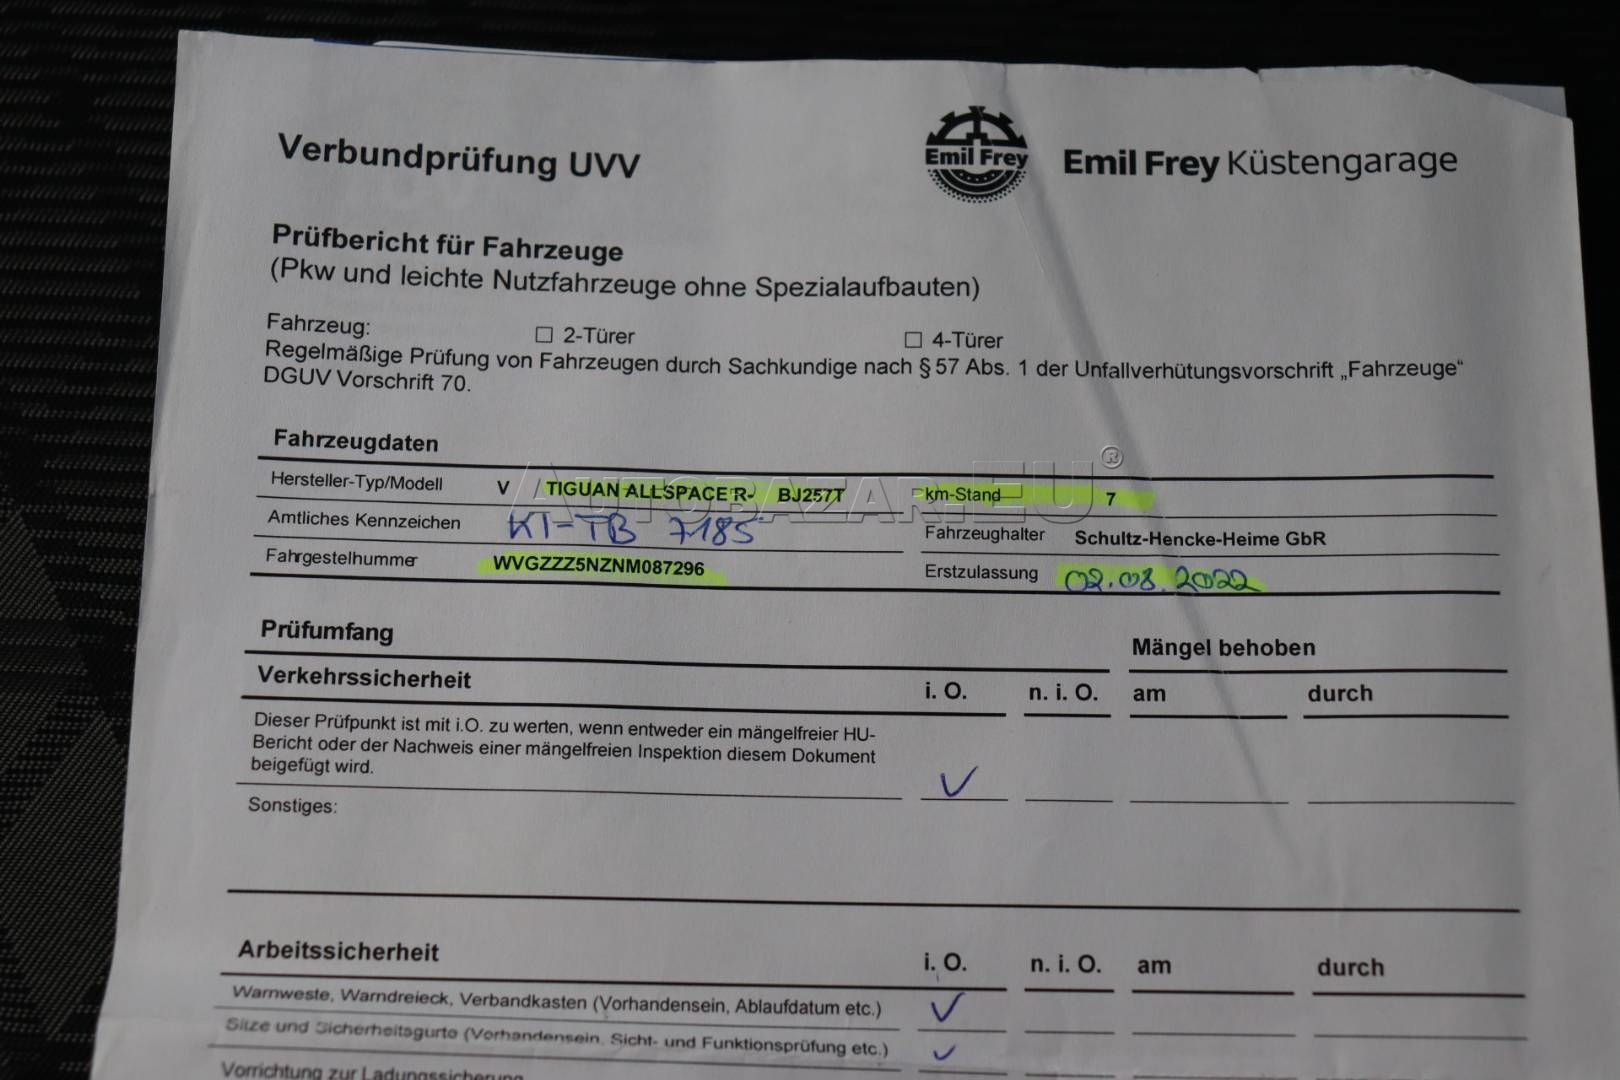 Verbundprüfung UVV
Emil Frey
Emil Frey Küstengarage
Prüfbericht für Fahrzeuge
(Pkw und leichte Nutzfahrzeuge ohne Spezialaufbauten)
Fahrzeug: ☐ 2-Türer ☐ 4-Türer
Regelmäßige Prüfung von Fahrzeugen durch Sachkundige nach § 57 Abs. 1 der Unfallverhütungsvorschrift „Fahrzeuge“
DGUV Vorschrift 70.
Fahrzeugdaten
Hersteller-Typ/Modell V TIGUAN ALLSPACE R- BJ257T km-Stand 7
AUTOBAZAR.EU®
Amtliches Kennzeichen KT-TB 7185 Fahrzeughalter Schultz-Hencke-Heime GbR
Fahrgestellnummer WVGZZZ5NZNM087296 Erstzulassung 02.08.2022
Prüfumfang Mängel behoben
Verkehrssicherheit i. O. n. i. O. am durch
Dieser Prüfpunkt ist mit i.O. zu werten, wenn entweder ein mängelfreier HU-
Bericht oder der Nachweis einer mängelfreien Inspektion diesem Dokument
beigefügt wird.
Sonstiges:
Arbeitssicherheit i. O. n. i. O. am durch
Warnweste, Warndreieck, Verbandkasten (Vorhandensein, Ablaufdatum etc.)
Sitze und Sicherheitsgurte (Vorhandensein, Sicht- und Funktionsprüfung etc.)
Vorrichtung zur Ladungssicherung